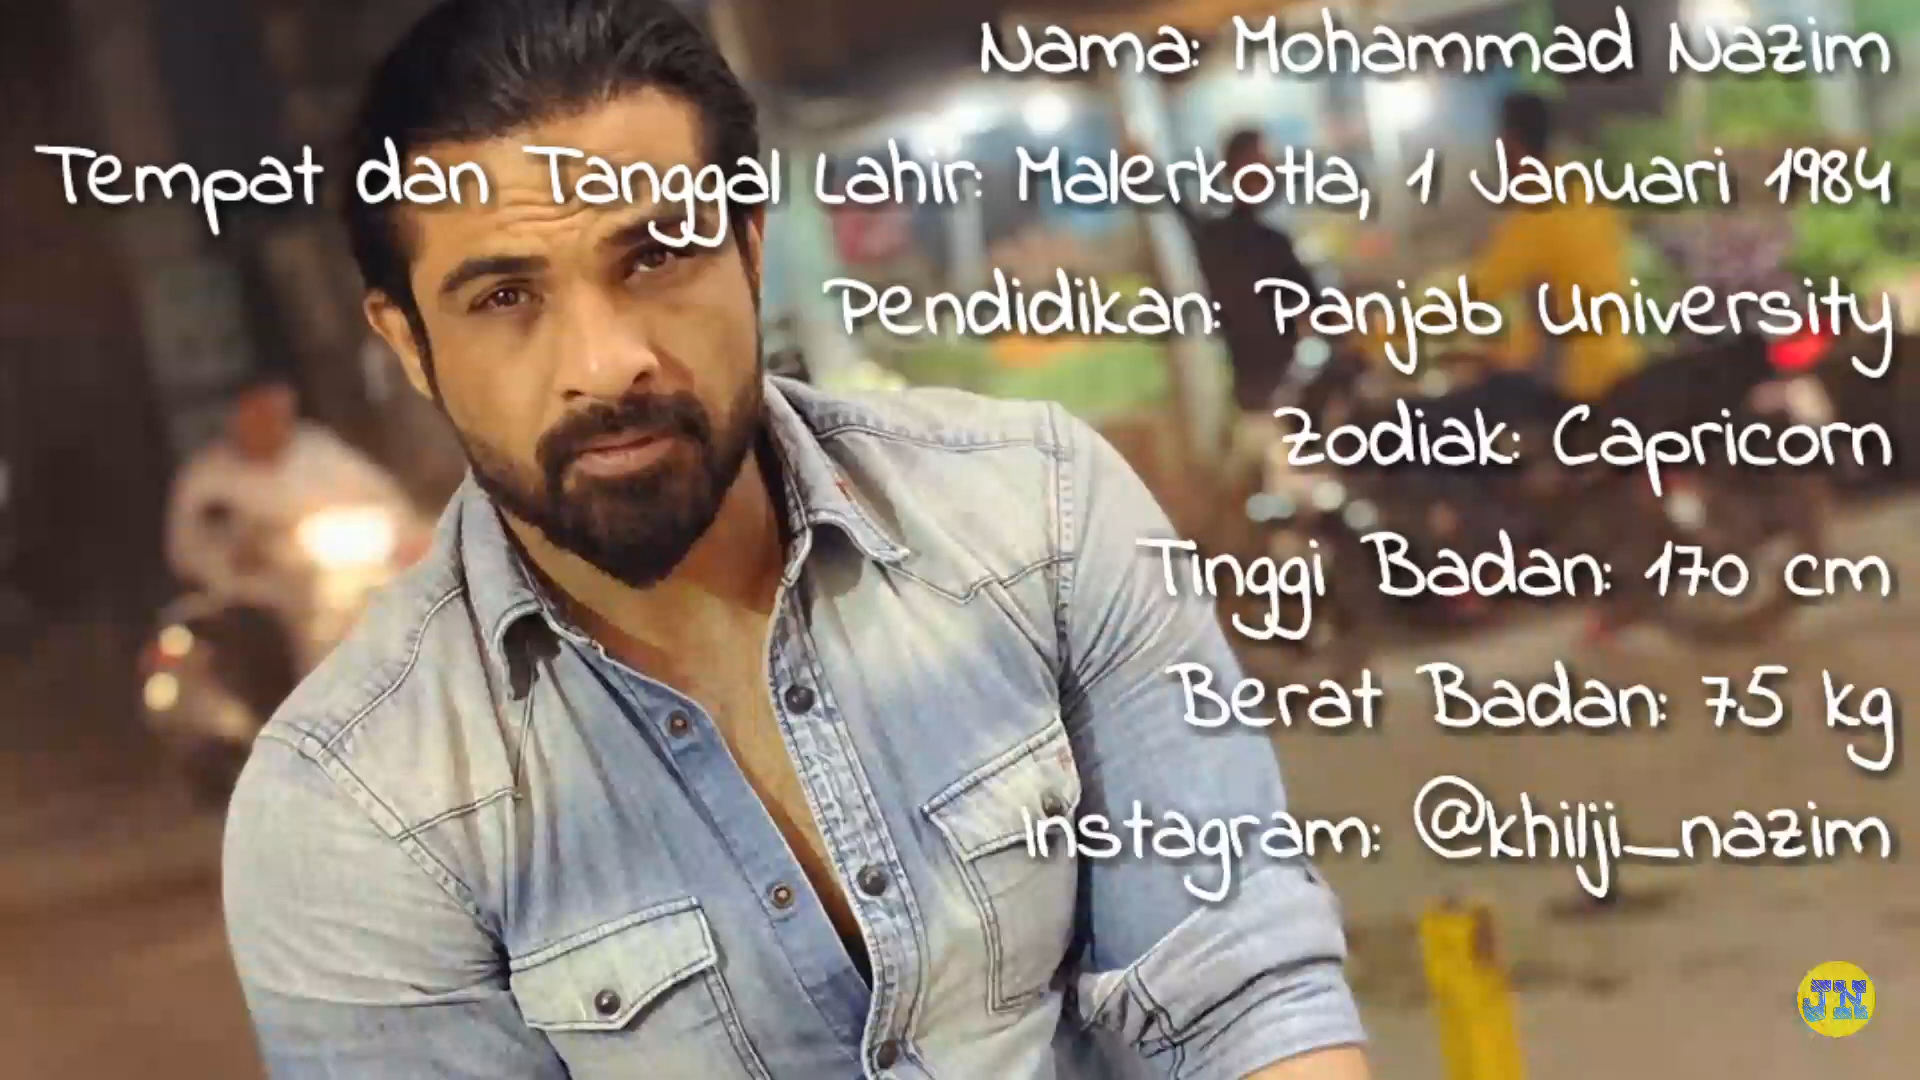 Nama: Mohammad Nazim
Tempat dan Tanggal Lahir: Malerkotla, 1 Januari 1984
Pendidikan: Panjab University
Zodiak: Capricorn
Tinggi Badan: 170 cm
Berat Badan: 75 kg
Instagram: @khilji_nazim
JN